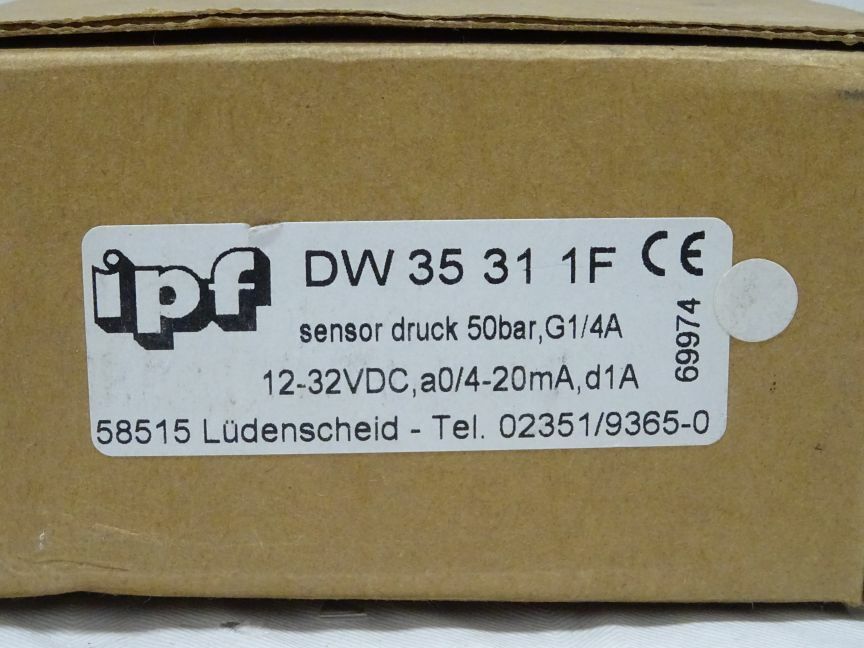 ipf
DW 35 31 1F CE
sensor druck 50bar,G1/4A
12-32VDC,a0/4-20mA,d1A
69974
58515 Lüdenscheid - Tel. 02351/9365-0